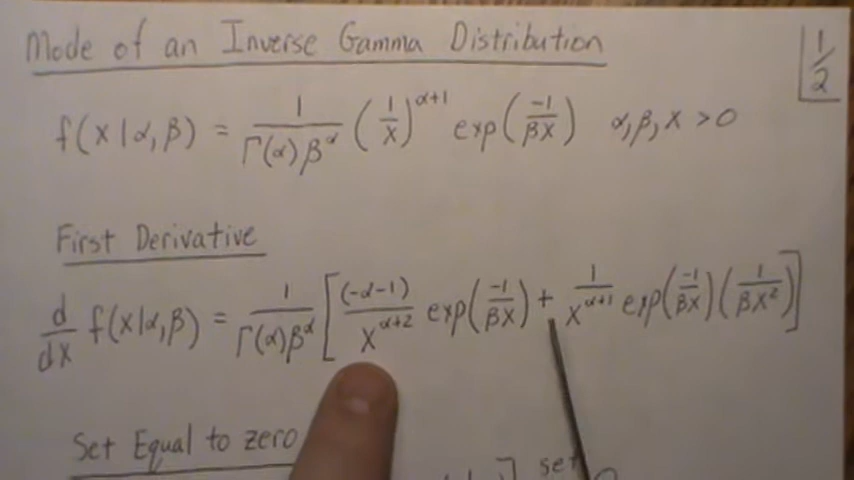 Mode of an Inverse Gamma Distribution
1/2
f(x|α,β) = 1/(Γ(α)β^α) (1/x)^(α+1) exp(-1/(βx)) α,β,x >0
First Derivative
d/dx f(x|α,β) = 1/(Γ(α)β^α) [(-α-1)/x^(α+2) exp(-1/(βx)) + 1/x^(α+1) exp(-1/(βx)) (1/(βx²))]
Set Equal to zero
] set